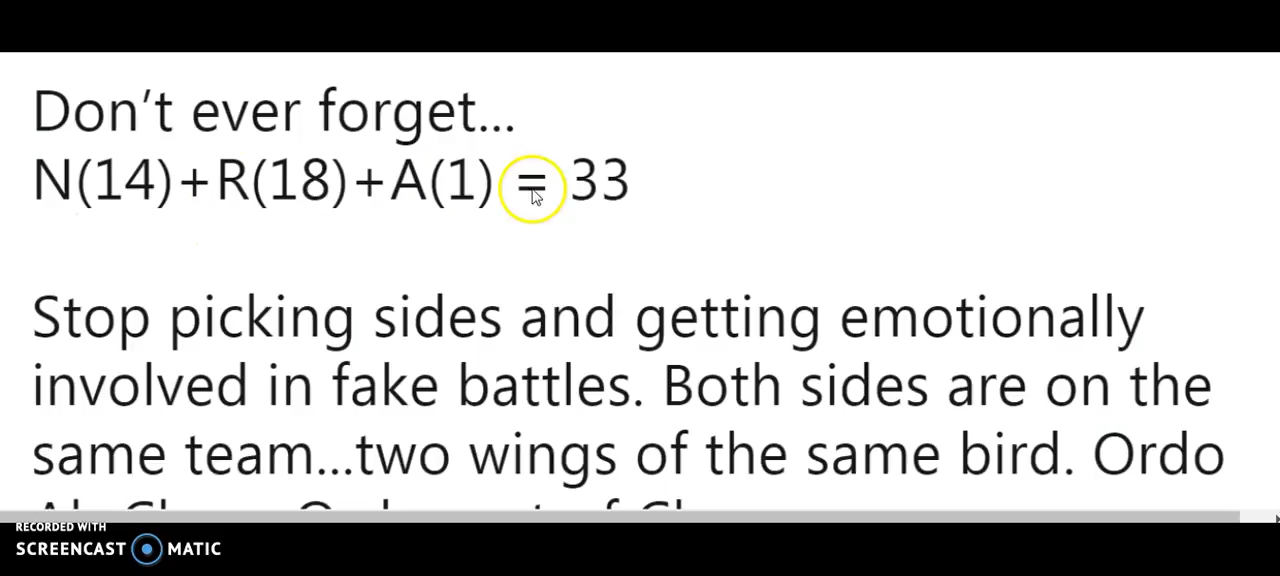 Don't ever forget...
N(14)+R(18)+A(1) = 33
Stop picking sides and getting emotionally
involved in fake battles. Both sides are on the
same team...two wings of the same bird. Ordo
RECORDED WITH
SCREENCAST MATIC